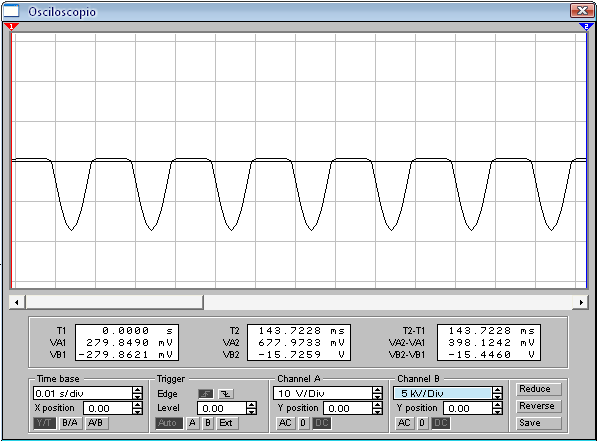 Osciloscopio
1
2
T1 0.0000 s T2 143.7228 ms T2-T1 143.7228 ms
VA1 279.8490 mV VA2 677.9733 mV VA2-VA1 398.1242 mV
VB1 -279.8621 mV VB2 -15.7259 V VB2-VB1 -15.4460 V
Time base Trigger Channel A Channel B
0.01 s/div Edge 10 V/Div 5 kV/Div Reduce
X position 0.00 Level 0.00 Y position 0.00 Y position 0.00 Reverse
Y/T B/A A/B Auto A B Ext AC 0 DC AC 0 DC Save